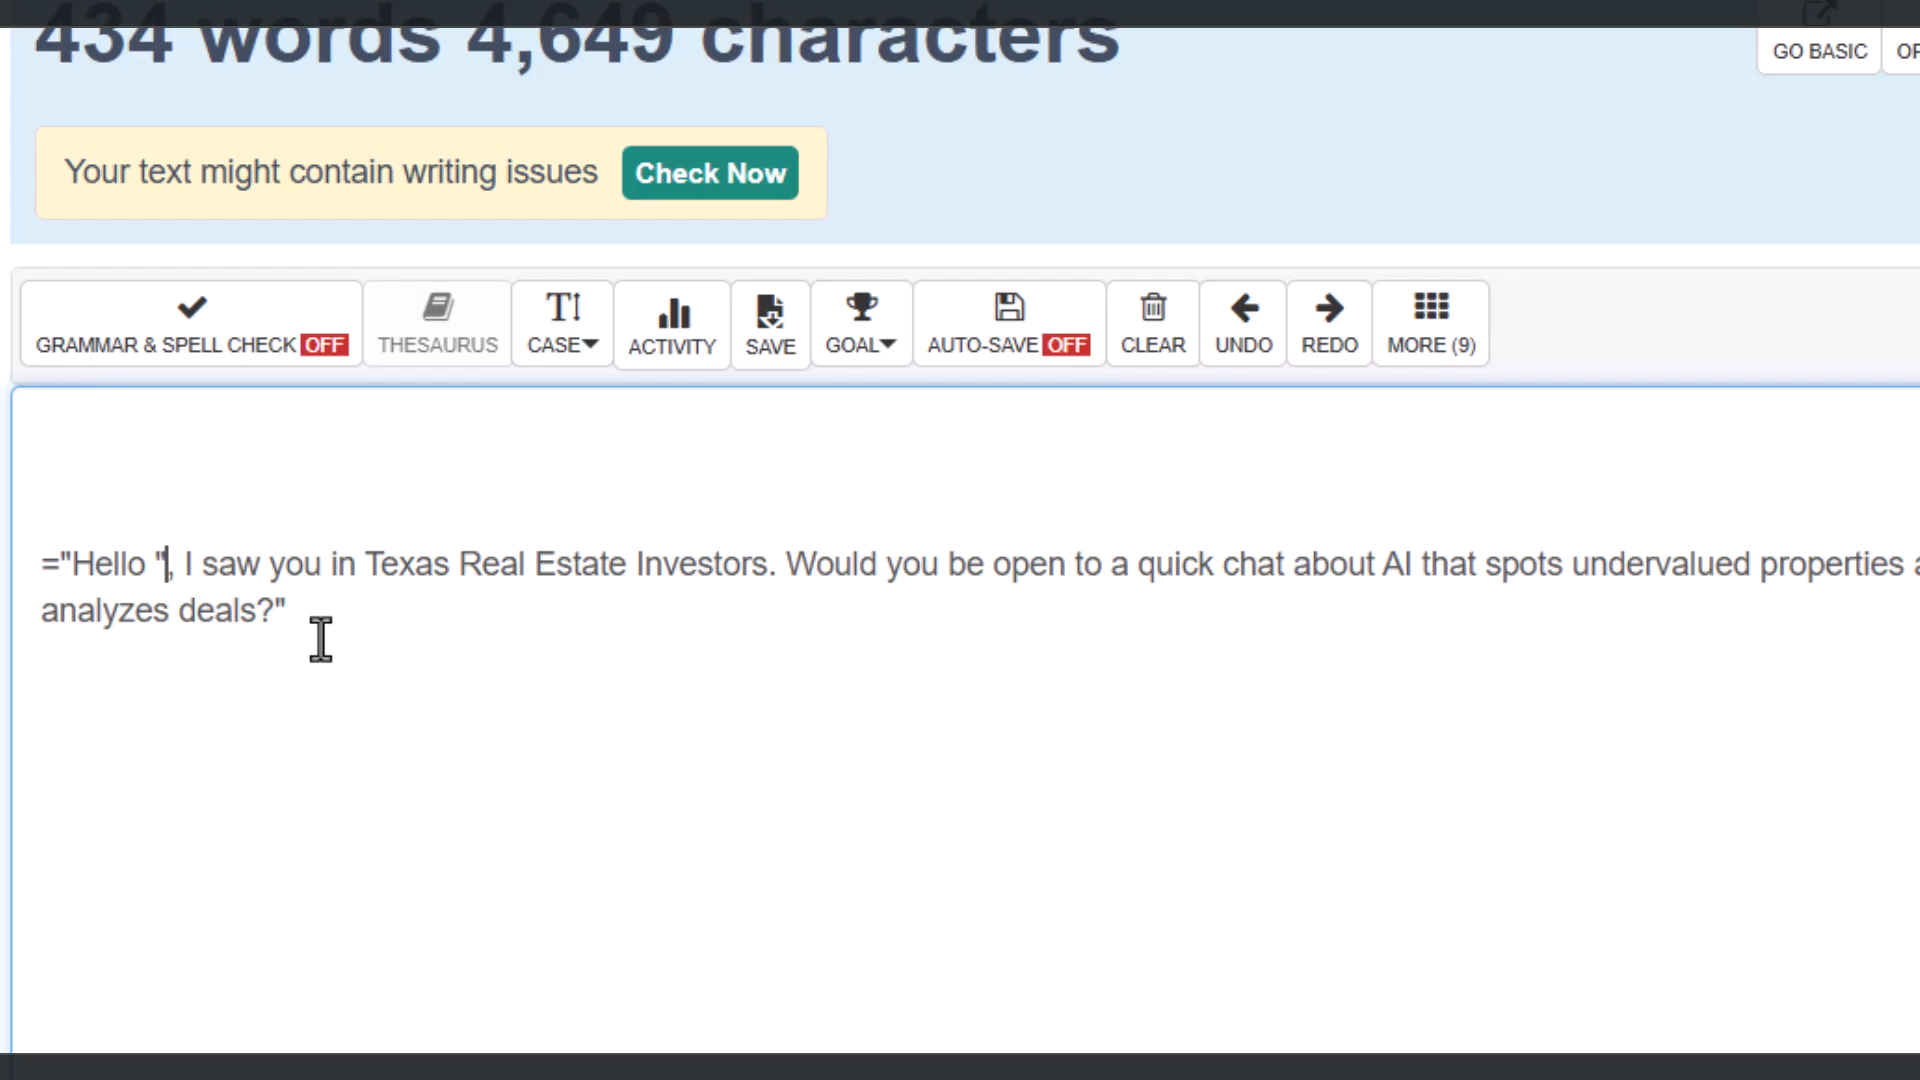 434 words 4,649 characters
GO BASIC
Your text might contain writing issues Check Now
GRAMMAR & SPELL CHECK OFF THESAURUS CASE ACTIVITY SAVE GOAL AUTO-SAVE OFF CLEAR UNDO REDO MORE (9)
="Hello ", I saw you in Texas Real Estate Investors. Would you be open to a quick chat about AI that spots undervalued properties
analyzes deals?"